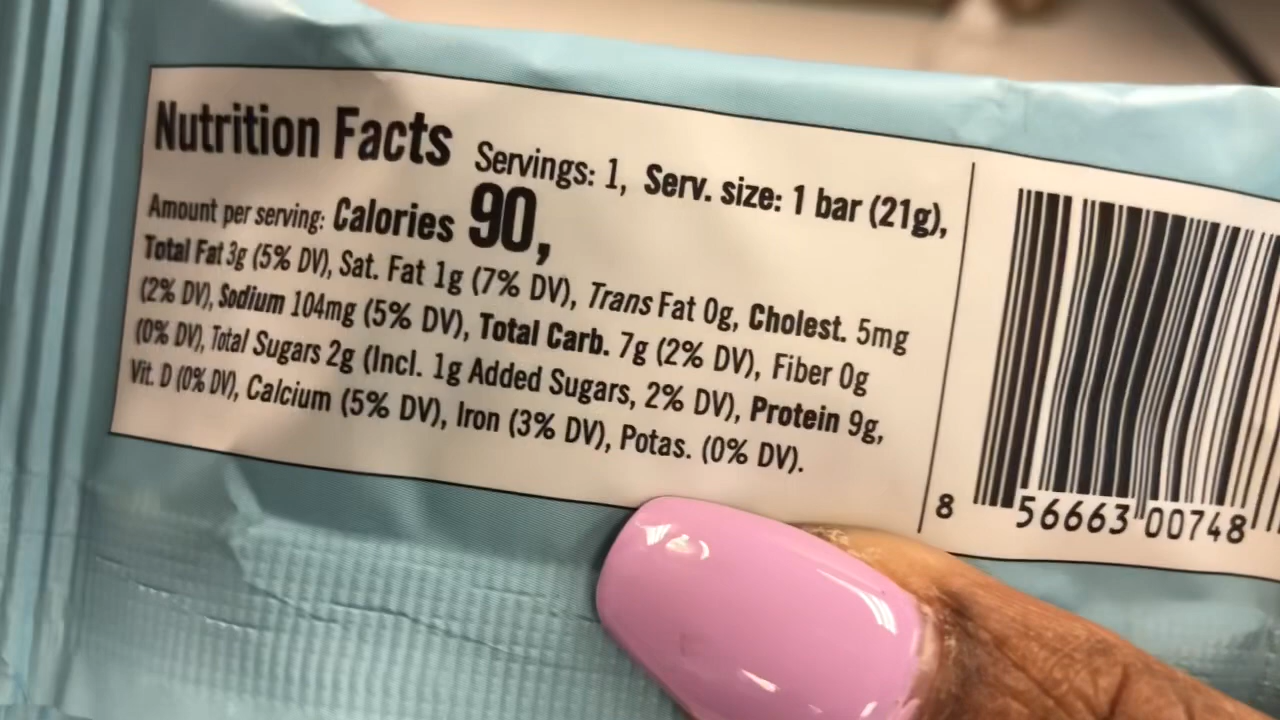 Nutrition Facts Servings: 1, Serv. size: 1 bar (21g),
Amount per serving: Calories 90,
Total Fat 3g (5% DV), Sat. Fat 1g (7% DV), Trans Fat 0g, Cholest. 5mg
(2% DV), Sodium 104mg (5% DV), Total Carb. 7g (2% DV), Fiber 0g
(0% DV), Total Sugars 2g (Incl. 1g Added Sugars, 2% DV), Protein 9g,
Vit. D (0% DV), Calcium (5% DV), Iron (3% DV), Potas. (0% DV).
8 56663 00748